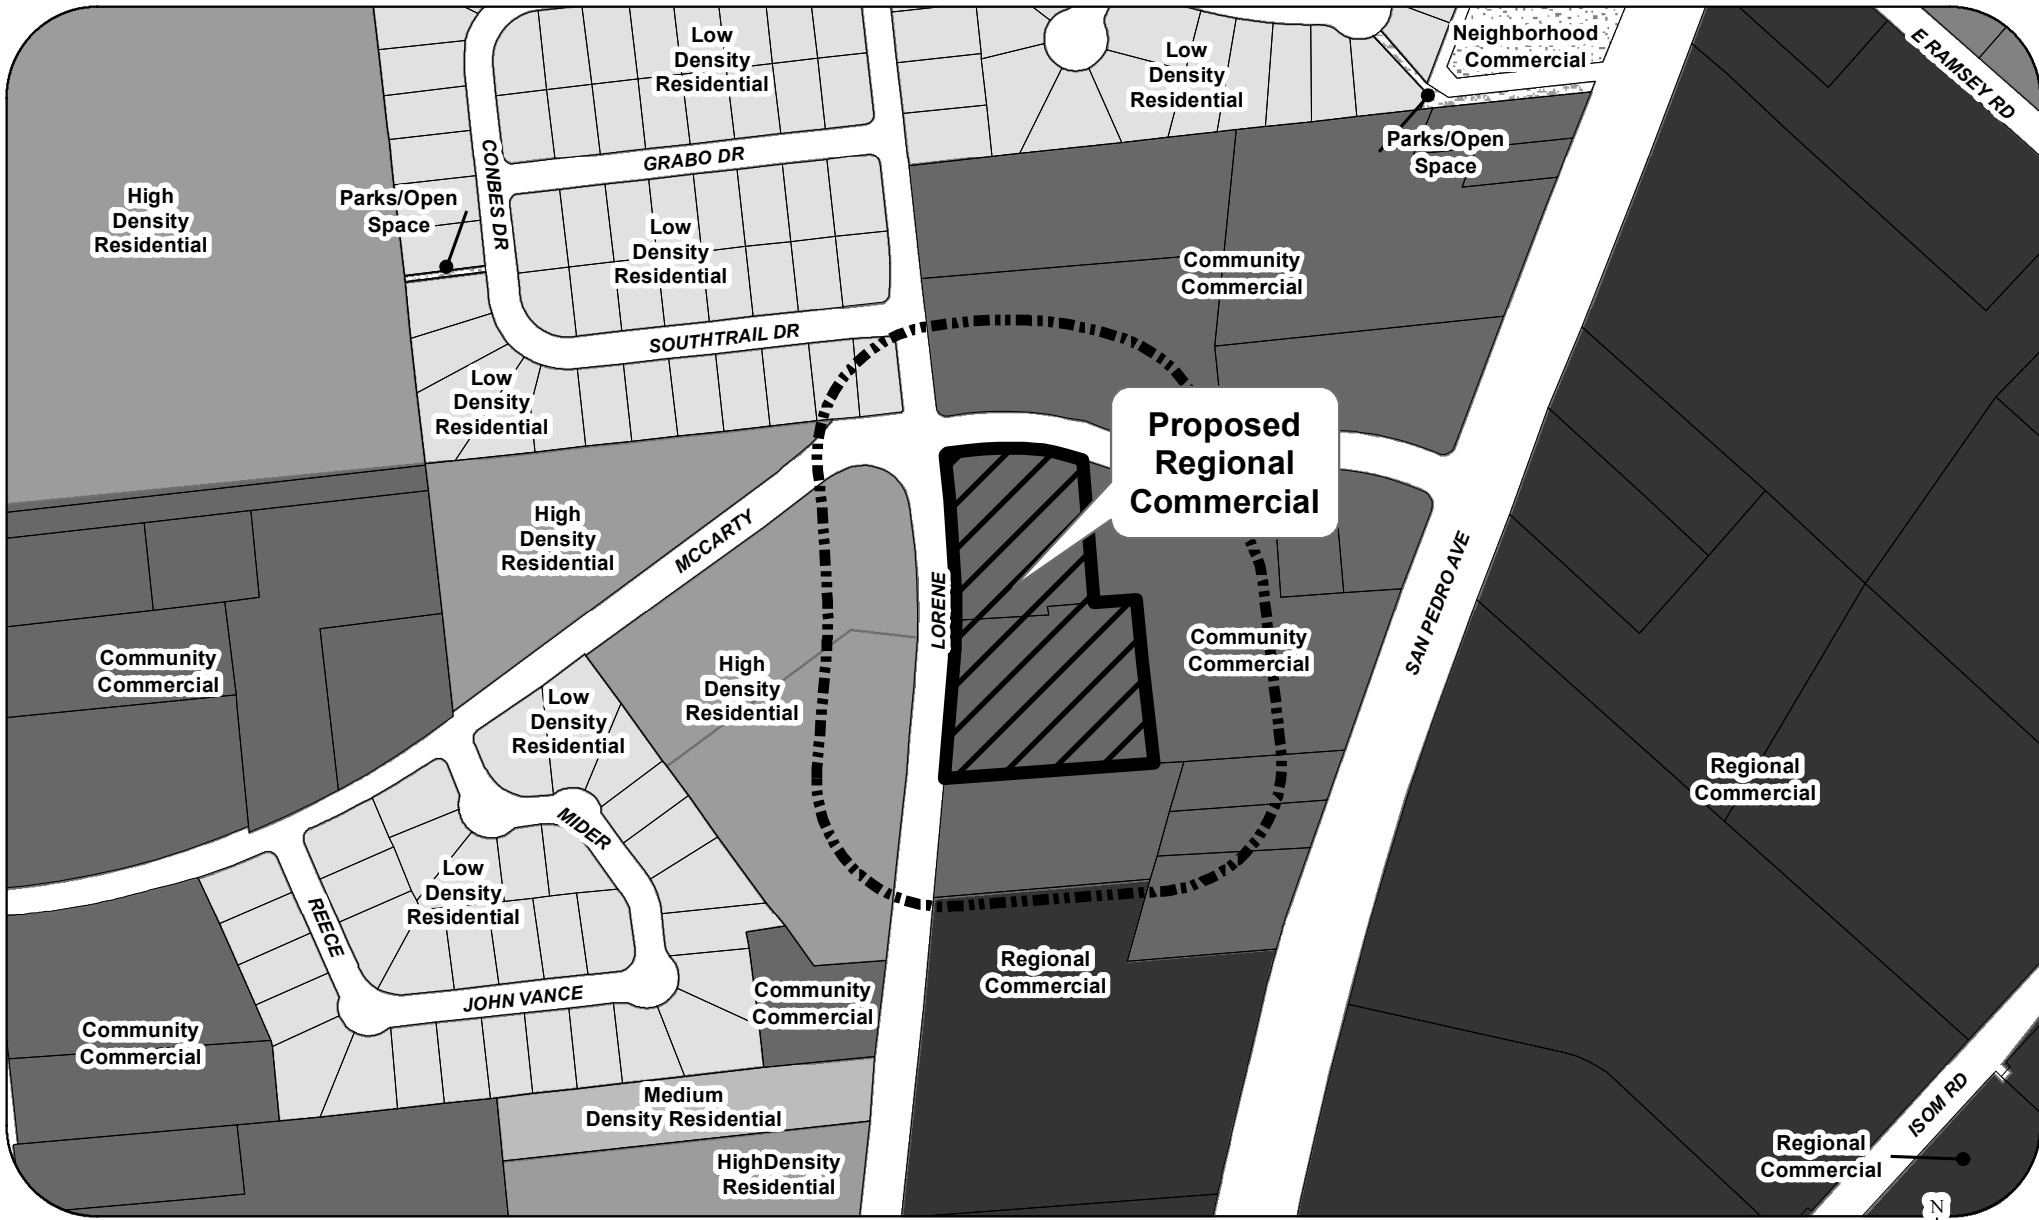 Low
Density
Residential
Low
Density
Residential
Neighborhood
Commercial
E RAMSEY RD
Parks/Open
Space
GRABO DR
CONBES DR
High
Density
Residential
Parks/Open
Space
Low
Density
Residential
Community
Commercial
SOUTHTRAIL DR
Low
Density
Residential
Proposed
Regional
Commercial
High
Density
Residential
MCCARTY
LORENE
SAN PEDRO AVE
Community
Commercial
Community
Commercial
High
Density
Residential
Low
Density
Residential
Regional
Commercial
MIDER
Low
Density
Residential
REECE
Regional
Commercial
JOHN VANCE
Community
Commercial
Community
Commercial
Medium
Density Residential
HighDensity
Residential
ISOM RD
Regional
Commercial
N